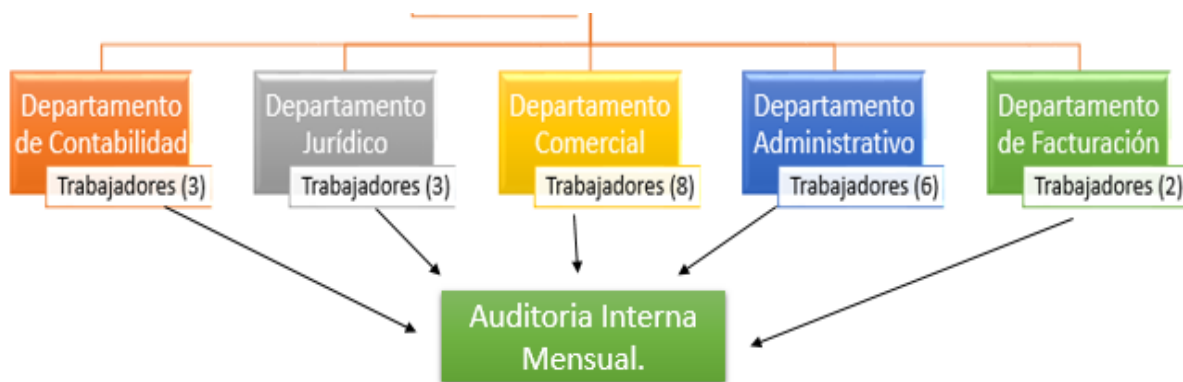 Departamento
de Contabilidad
Trabajadores (3)
Departamento
Jurídico
Trabajadores (3)
Departamento
Comercial
Trabajadores (8)
Departamento
Administrativo
Trabajadores (6)
Departamento
de Facturación
Trabajadores (2)
Auditoria Interna
Mensual.